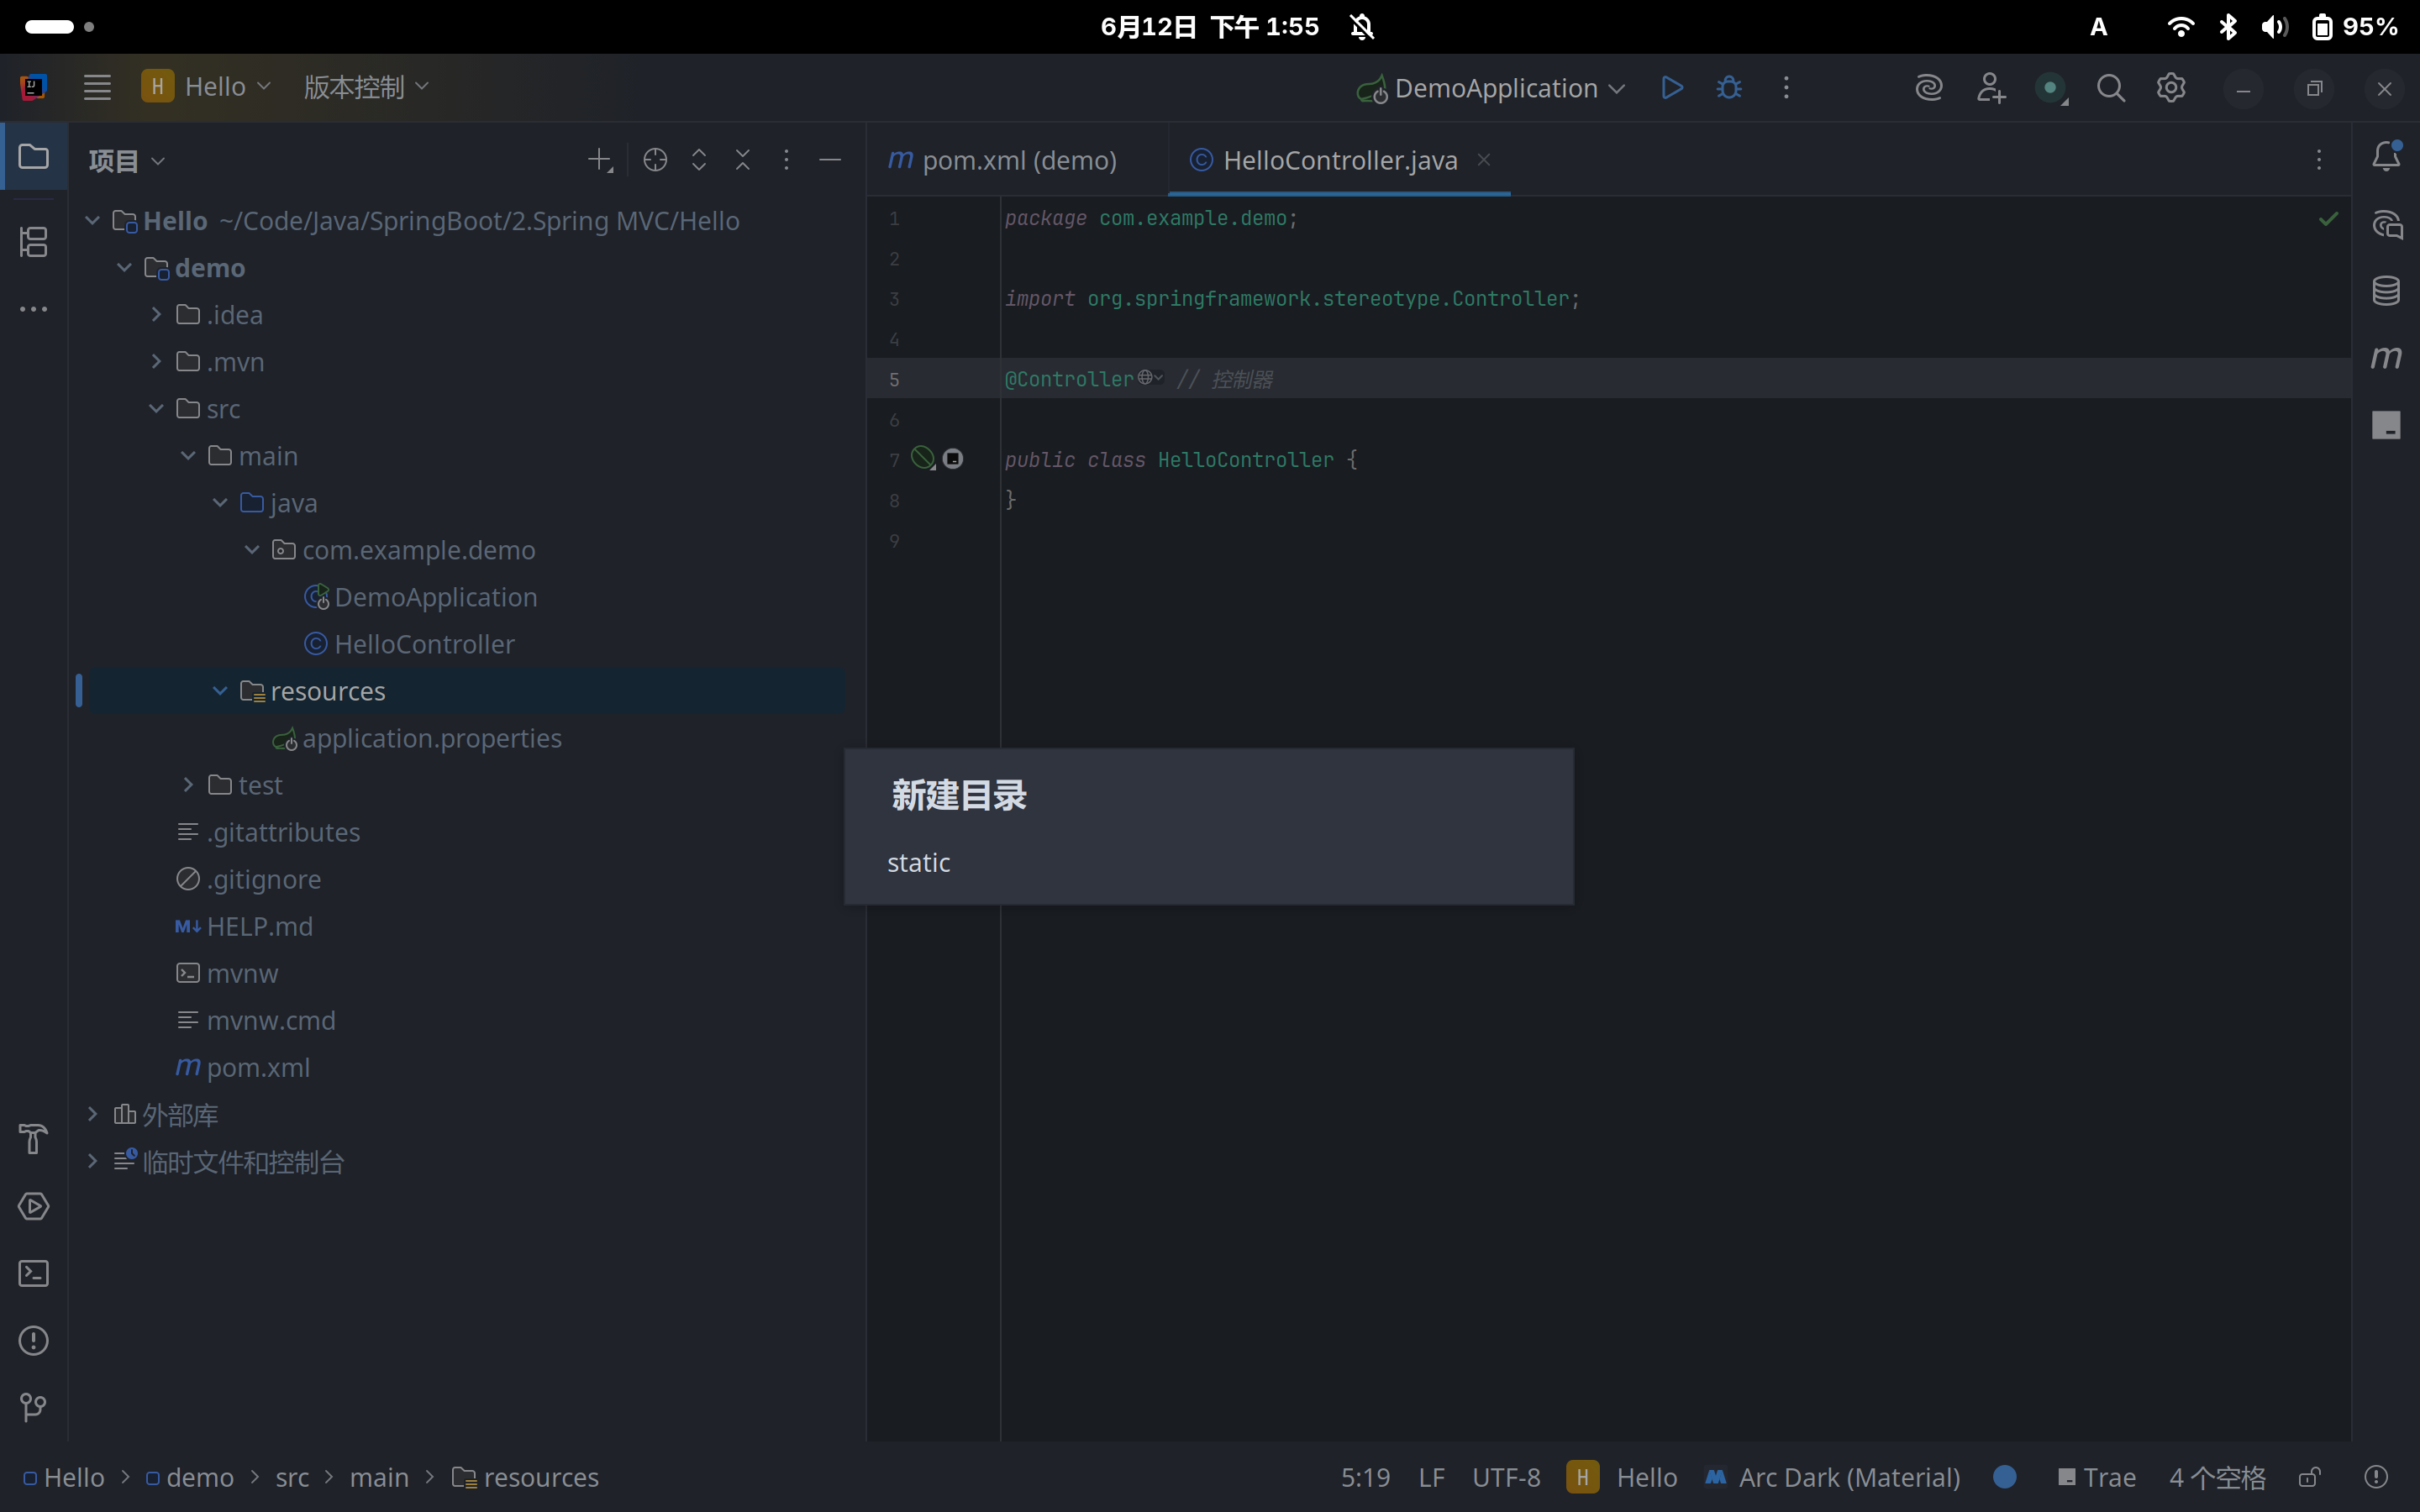 6月12日 下午 1:55
A
95%
H Hello
版本控制
DemoApplication
项目
pom.xml (demo)
HelloController.java
Hello ~/Code/Java/SpringBoot/2.Spring MVC/Hello
demo
.idea
.mvn
src
main
java
com.example.demo
DemoApplication
HelloController
resources
application.properties
test
.gitattributes
.gitignore
HELP.md
mvnw
mvnw.cmd
pom.xml
外部库
临时文件和控制台
1 package com.example.demo;
2
3 import org.springframework.stereotype.Controller;
4
5 @Controller // 控制器
6
7 public class HelloController {
8 }
9
新建目录
static
Hello > demo > src > main > resources
5:19 LF UTF-8 H Hello Arc Dark (Material) Trae 4 个空格